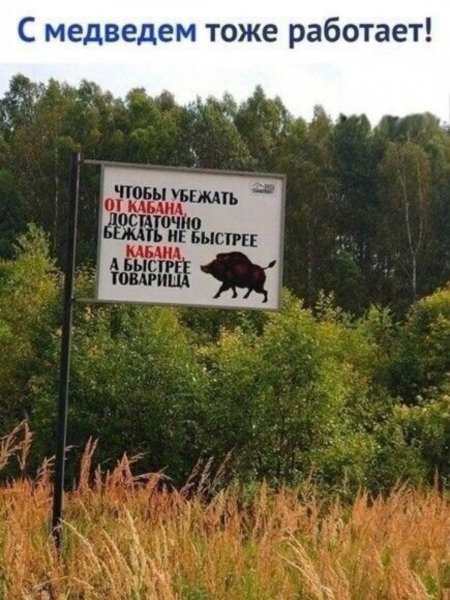 С медведем тоже работает!
ЧТОБЫ УБЕЖАТЬ
ОТ КАБАНА,
ДОСТАТОЧНО
БЕЖАТЬ НЕ БЫСТРЕЕ
КАБАНА,
А БЫСТРЕЕ
ТОВАРИЩА